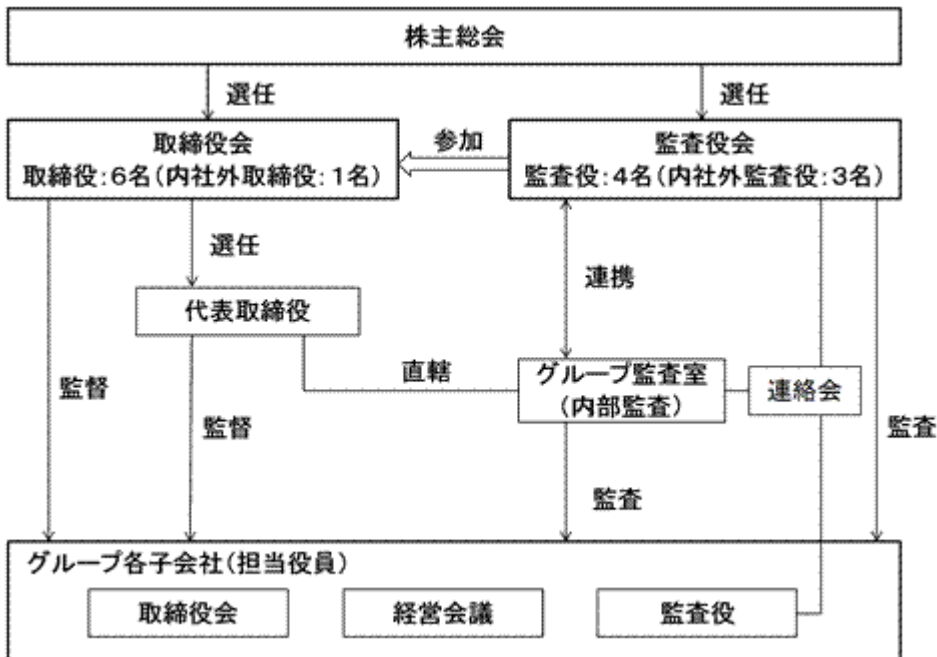 株主総会
選任
選任
取締役会
取締役:6名(内社外取締役:1名)
参加
監査役会
監査役:4名(内社外監査役:3名)
選任
連携
代表取締役
監督
直轄
グループ監査室
(内部監査)
連絡会
監督
監査
監査
グループ各子会社(担当役員)
取締役会
経営会議
監査役